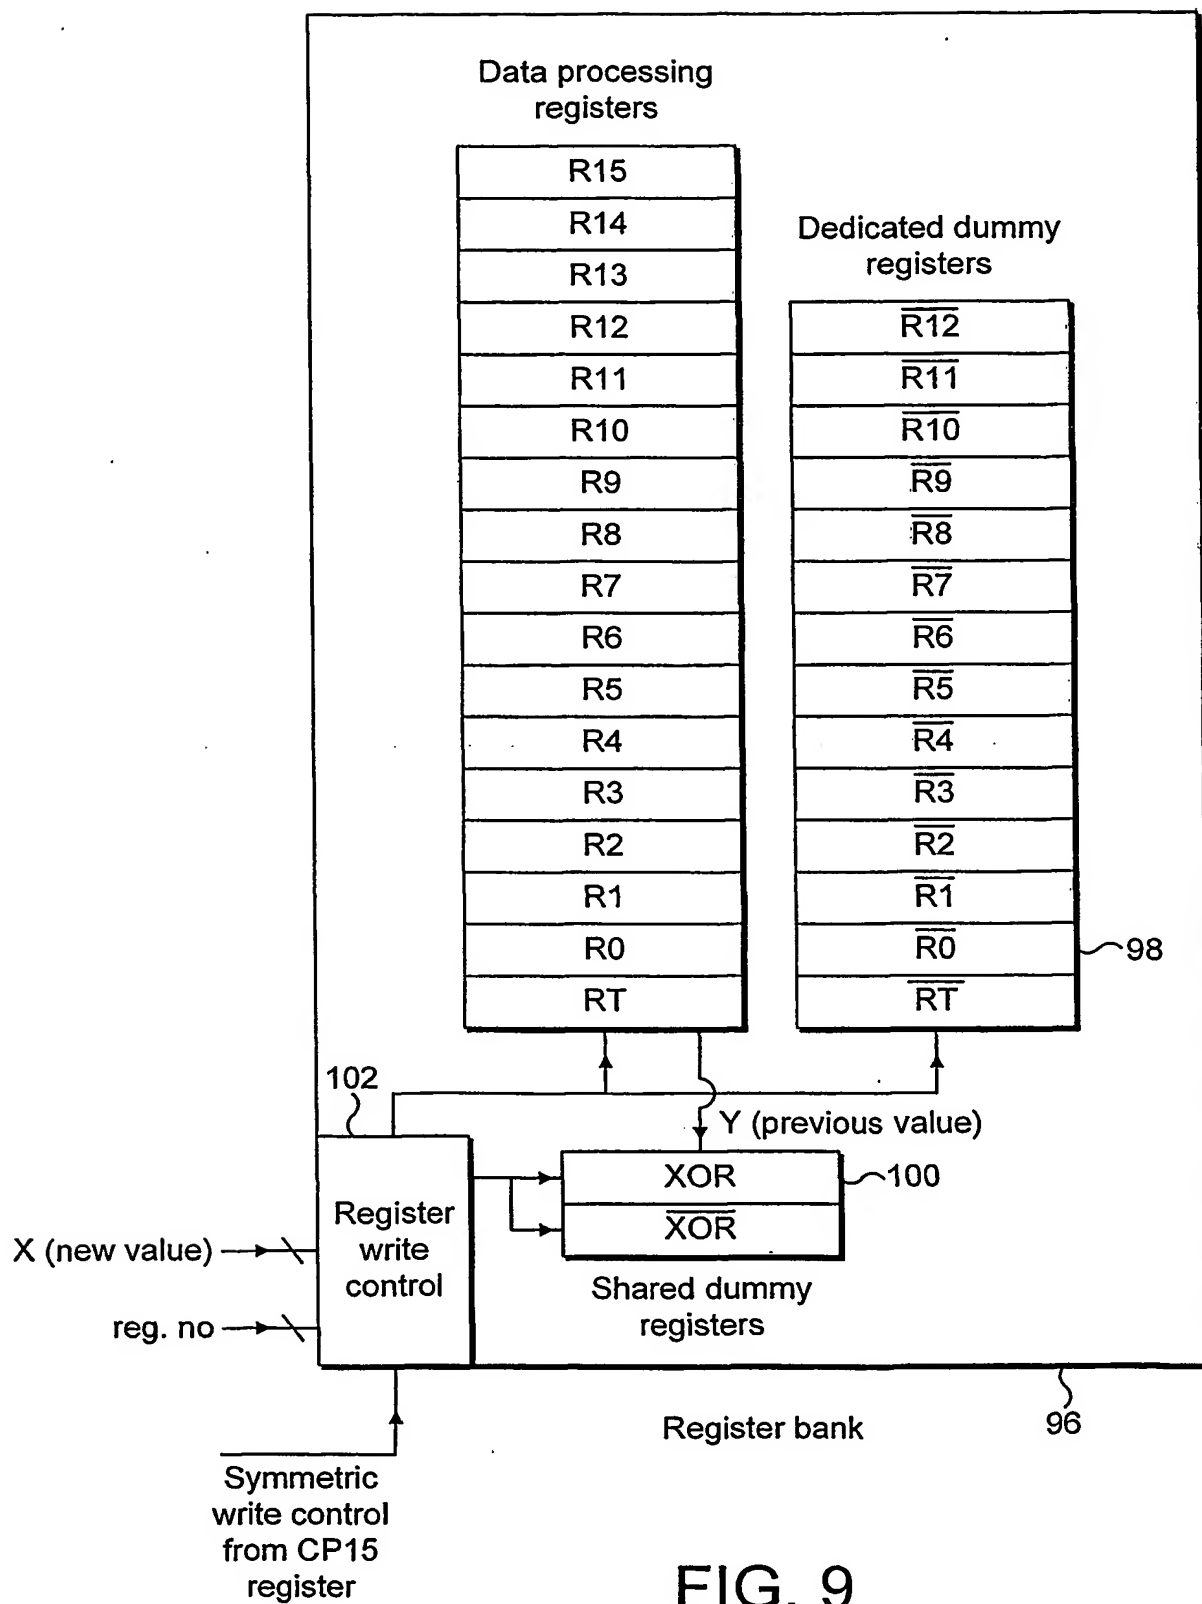 Data processing
registers
R15
R14
R13
R12
R11
R10
R9
R8
R7
R6
R5
R4
R3
R2
R1
R0
RT
Dedicated dummy
registers
R̅1̅2̅
R̅1̅1̅
R̅1̅0̅
R̅9̅
R̅8̅
R̅7̅
R̅6̅
R̅5̅
R̅4̅
R̅3̅
R̅2̅
R̅1̅
R̅0̅
R̅T̅
98
102
Y (previous value)
XOR
X̅O̅R̅
100
Register
write
control
X (new value)
reg. no
Shared dummy
registers
Register bank
96
Symmetric
write control
from CP15
register
FIG. 9